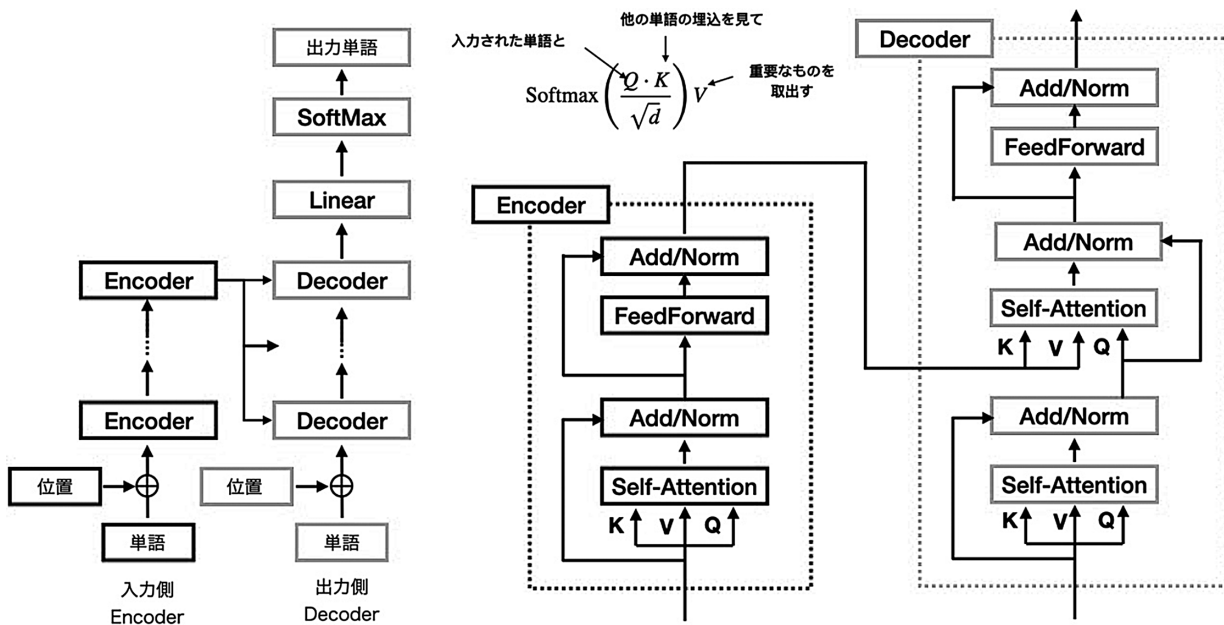 出力単語
SoftMax
Linear
Encoder
Decoder
Encoder
Decoder
位置
位置
単語
単語
入力側
Encoder
出力側
Decoder
他の単語の埋込を見て
入力された単語と
重要なものを
取出す
Softmax(Q · K / √d) V
Encoder
Add/Norm
FeedForward
Add/Norm
Self-Attention
K V Q
Decoder
Add/Norm
FeedForward
Add/Norm
Self-Attention
K V Q
Add/Norm
Self-Attention
K V Q